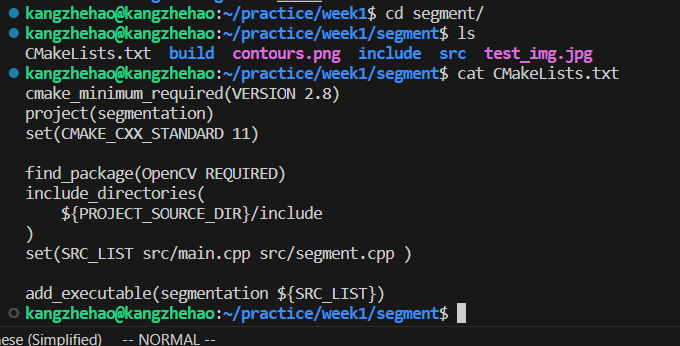 kangzhehao@kangzhehao:~/practice/week1$ cd segment/
kangzhehao@kangzhehao:~/practice/week1/segment$ ls
CMakeLists.txt  build  contours.png  include  src  test_img.jpg
kangzhehao@kangzhehao:~/practice/week1/segment$ cat CMakeLists.txt
cmake_minimum_required(VERSION 2.8)
project(segmentation)
set(CMAKE_CXX_STANDARD 11)

find_package(OpenCV REQUIRED)
include_directories(
    ${PROJECT_SOURCE_DIR}/include
)
set(SRC_LIST src/main.cpp src/segment.cpp )

add_executable(segmentation ${SRC_LIST})
kangzhehao@kangzhehao:~/practice/week1/segment$
nese (Simplified)    -- NORMAL --